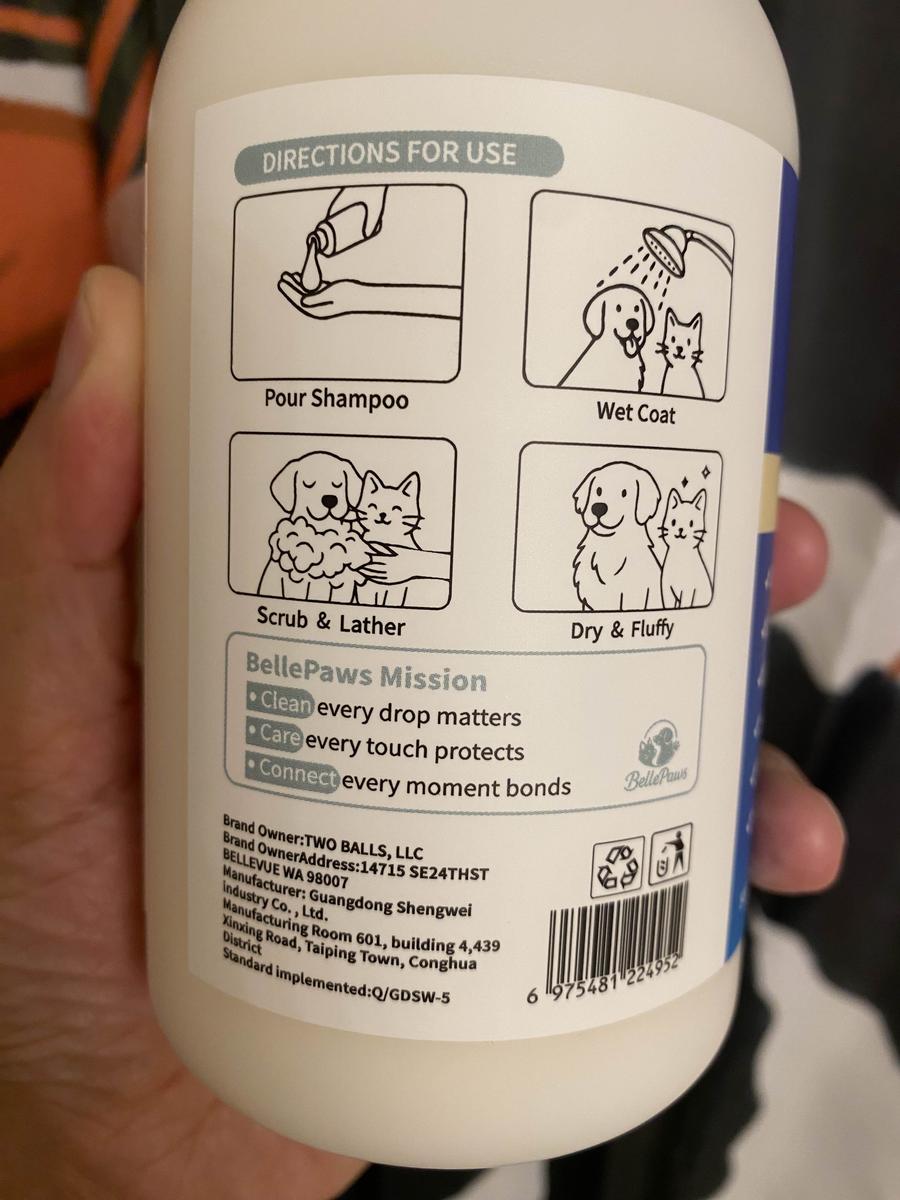 DIRECTIONS FOR USE
Pour Shampoo
Wet Coat
Scrub & Lather
Dry & Fluffy
BellePaws Mission
• Clean every drop matters
• Care every touch protects
• Connect every moment bonds
BellePaws
Brand Owner:TWO BALLS, LLC
Brand OwnerAddress:14715 SE24THST
BELLEVUE WA 98007
Manufacturer: Guangdong Shengwei
industry Co. , Ltd.
Manufacturing Room 601, building 4,439
Xinxing Road, Taiping Town, Conghua
District
Standard implemented:Q/GDSW-5
6 975481 224952